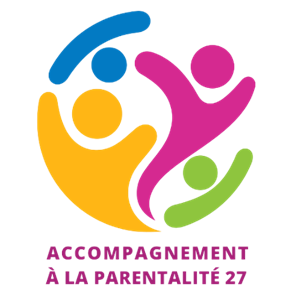 ACCOMPAGNEMENT
À LA PARENTALITÉ 27